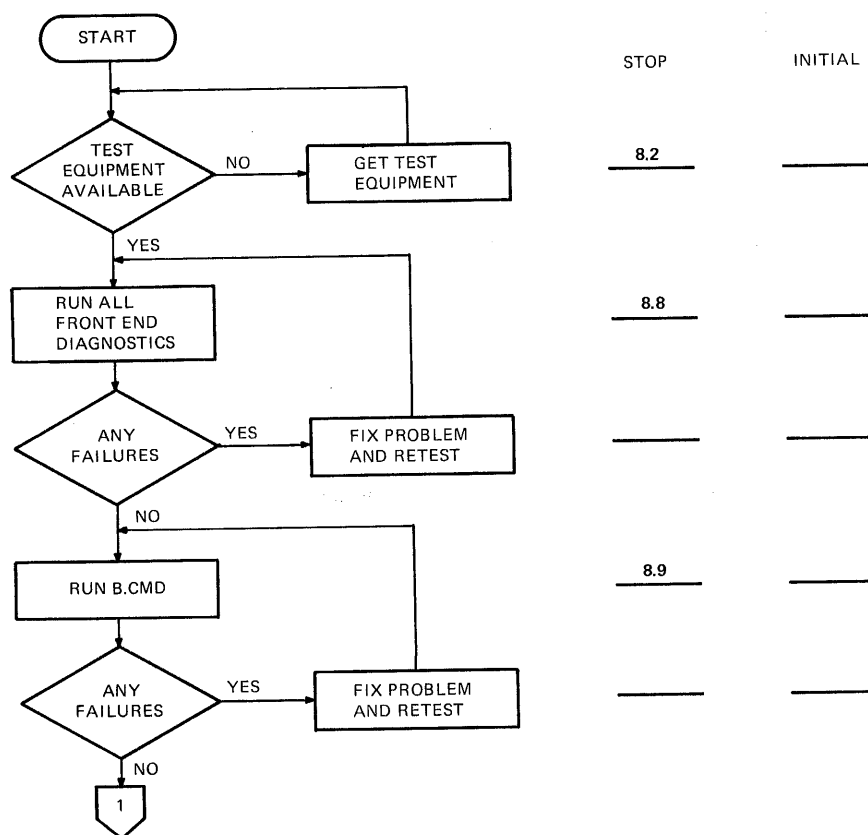 START
STOP
INITIAL
TEST
EQUIPMENT
AVAILABLE
NO
GET TEST
EQUIPMENT
8.2
YES
RUN ALL
FRONT END
DIAGNOSTICS
8.8
ANY
FAILURES
YES
FIX PROBLEM
AND RETEST
NO
RUN B.CMD
8.9
ANY
FAILURES
YES
FIX PROBLEM
AND RETEST
NO
1